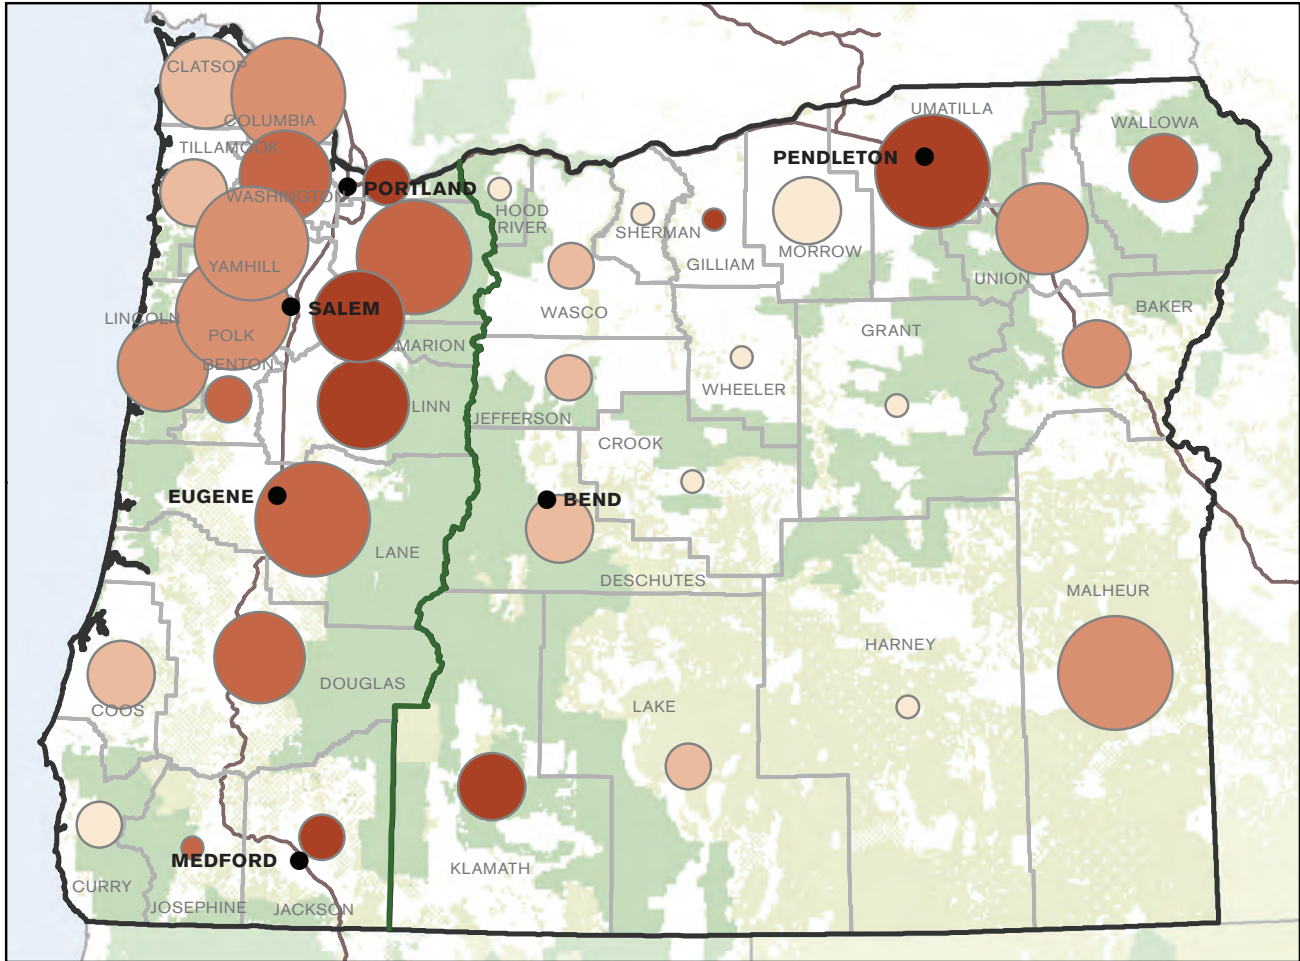 CLATSOP
COLUMBIA
TILLAMOOK
WASHINGTON
PORTLAND
YAMHILL
LINCOLN
SALEM
POLK
MARION
BENTON
LINN
HOOD
RIVER
SHERMAN
GILLIAM
MORROW
WASCO
PENDLETON
UMATILLA
WALLOWA
UNION
BAKER
GRANT
WHEELER
JEFFERSON
CROOK
EUGENE
LANE
BEND
DESCHUTES
MALHEUR
HARNEY
LAKE
DOUGLAS
COOS
CURRY
MEDFORD
JOSEPHINE
JACKSON
KLAMATH